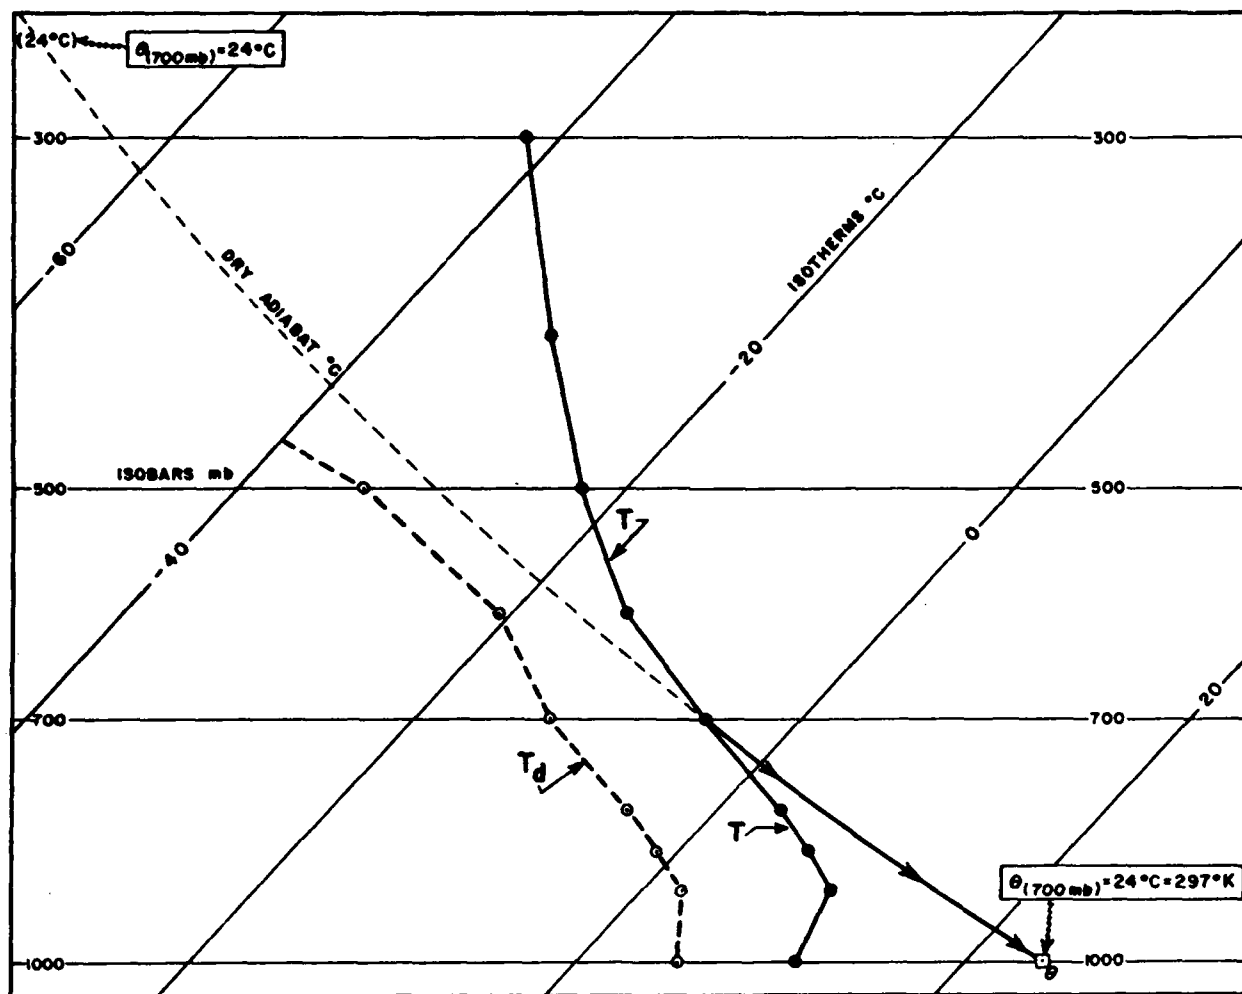 (24°C)
θ(700mb)=24°C
300
300
-60
DRY ADIABAT °C
ISOTHERMS °C
-20
ISOBARS mb
500
500
T
0
-40
20
700
700
Td
T
θ(700mb)=24°C=297°K
1000
1000
θ